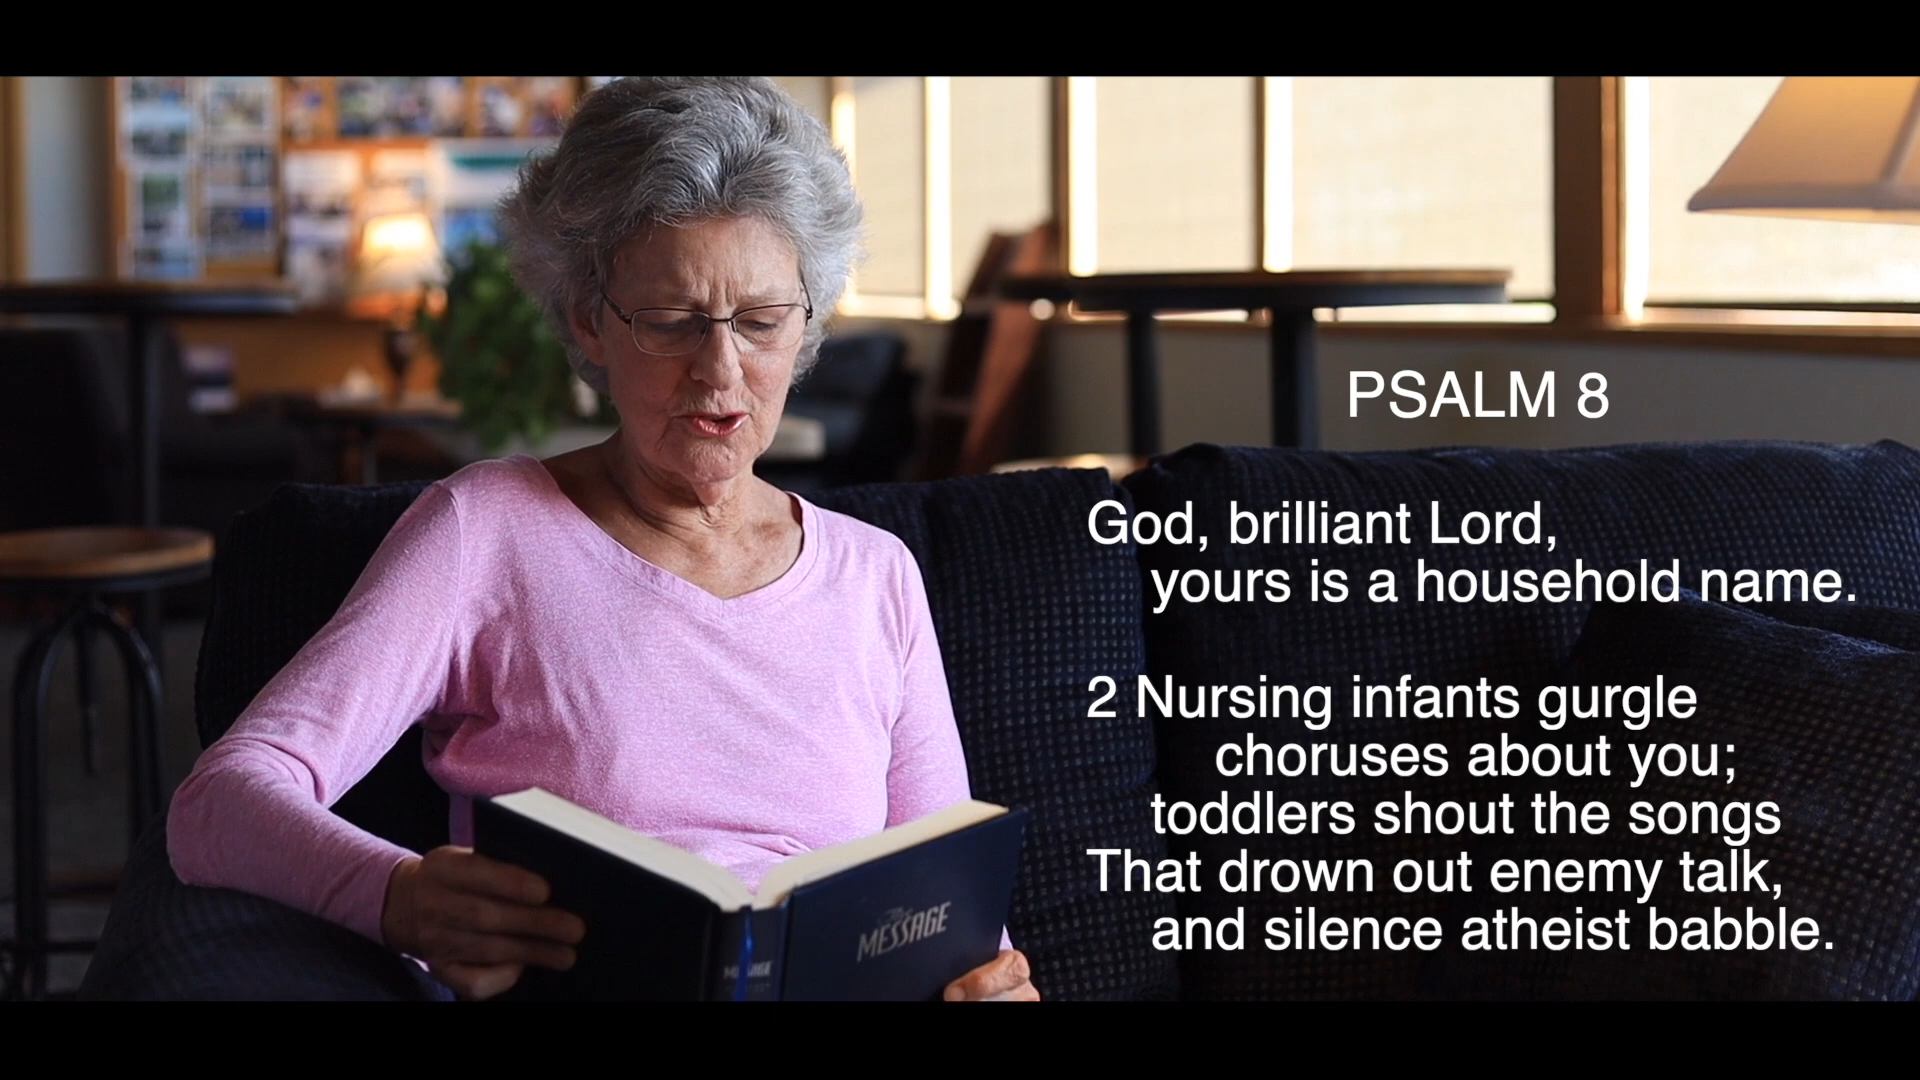 PSALM 8
God, brilliant Lord,
yours is a household name.
2 Nursing infants gurgle
choruses about you;
toddlers shout the songs
That drown out enemy talk,
and silence atheist babble.
The
MESSAGE